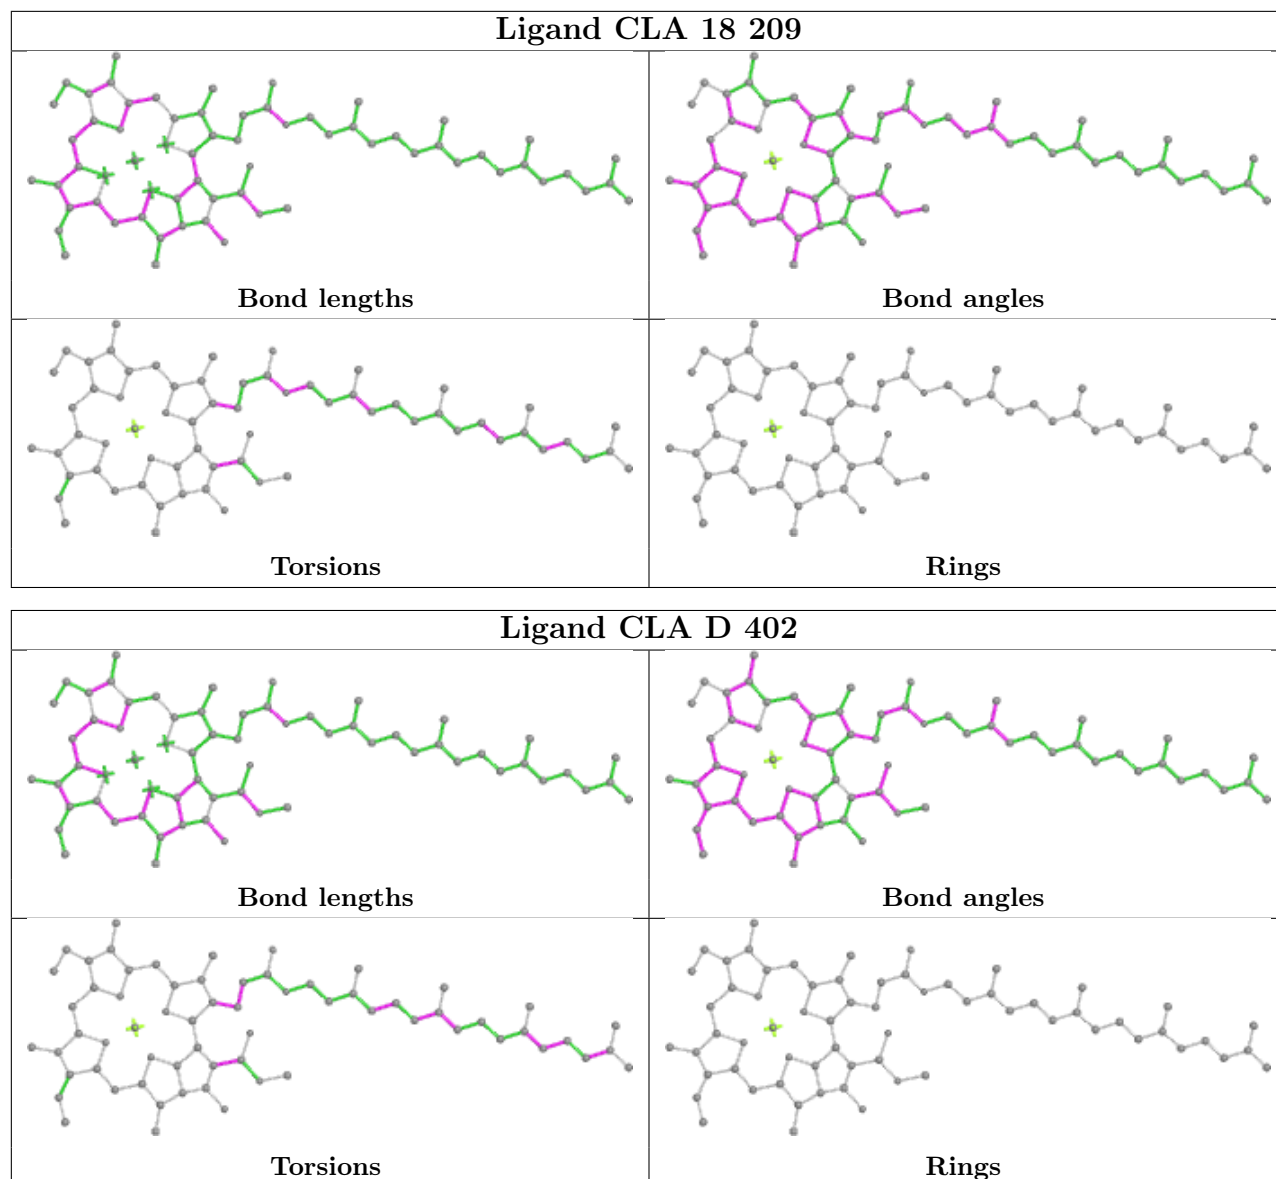 Ligand CLA 18 209
Bond lengths
Bond angles
Torsions
Rings
Ligand CLA D 402
Bond lengths
Bond angles
Torsions
Rings